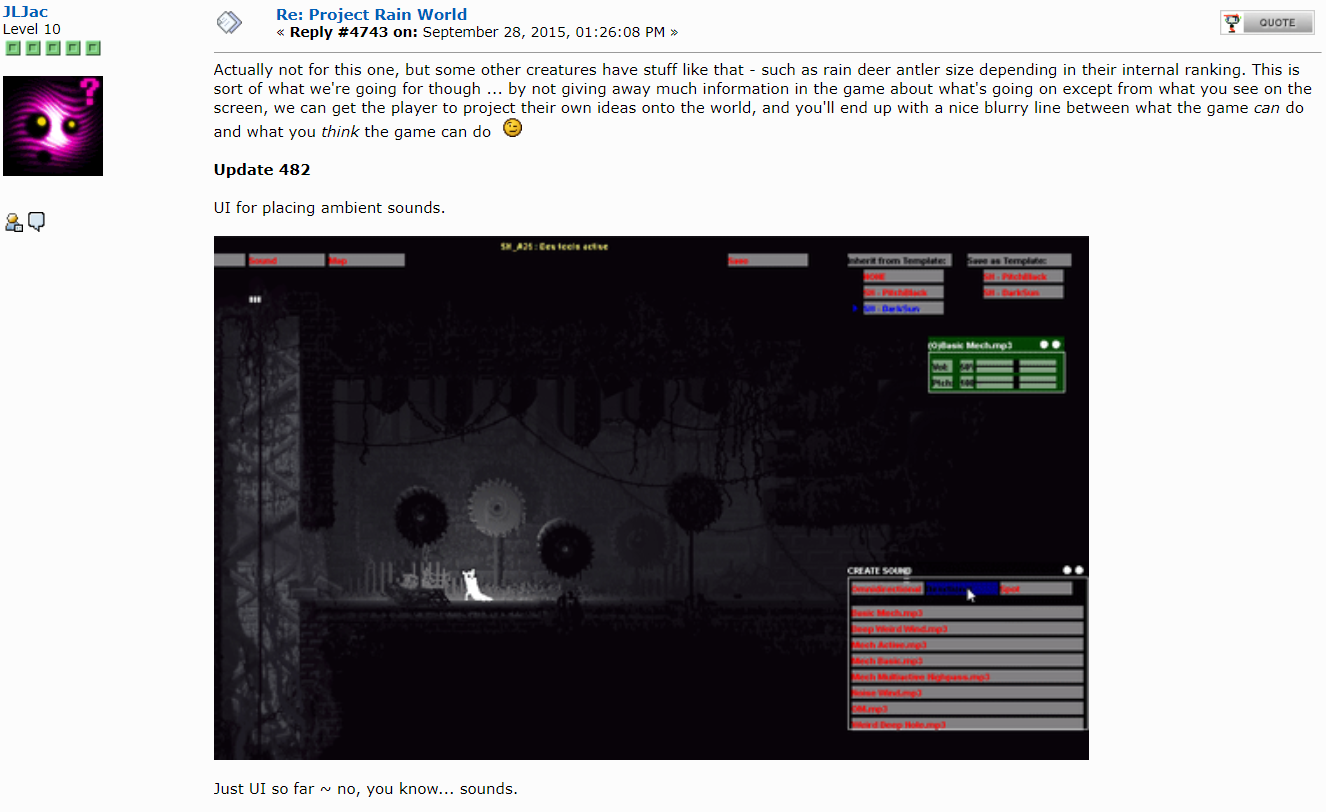 JLJac
Level 10
Re: Project Rain World
« Reply #4743 on: September 28, 2015, 01:26:08 PM »
QUOTE
Actually not for this one, but some other creatures have stuff like that - such as rain deer antler size depending in their internal ranking. This is
sort of what we're going for though ... by not giving away much information in the game about what's going on except from what you see on the
screen, we can get the player to project their own ideas onto the world, and you'll end up with a nice blurry line between what the game can do
and what you think the game can do
Update 482
UI for placing ambient sounds.
SH_A25 : Dev tools active
Sound
Map
Save
Inherit from Template:
Save as Template:
NONE
SH - PitchBlack
SH - DarkSun
SH - PitchBlack
SH - DarkSun
(O)Basic Mech.mp3
Vol:
Pitch
CREATE SOUND
Omnidirectional
Spot
Basic Mech.mp3
Deep Weird Wind.mp3
Mech Active.mp3
Mech Basic.mp3
Mech Multiactive Highpass.mp3
Noise Wind.mp3
OM.mp3
Weird Deep Hole.mp3
Just UI so far ~ no, you know... sounds.